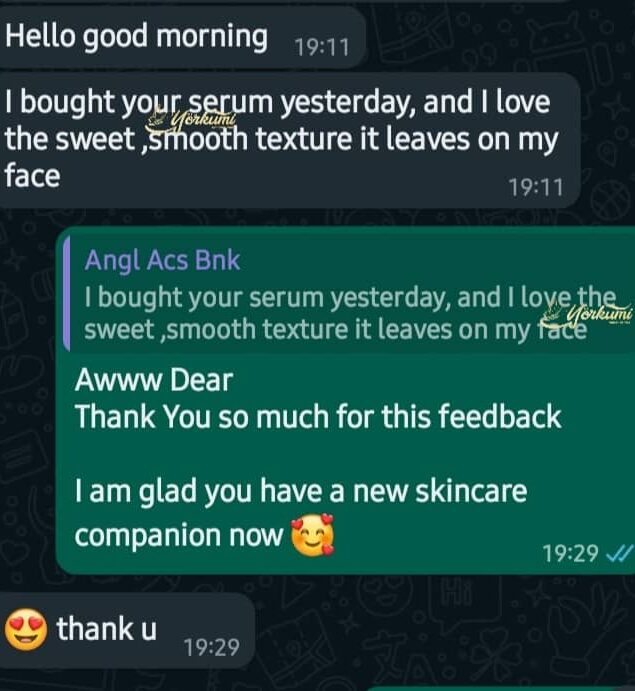 Hello good morning 19:11
I bought your serum yesterday, and I love
the sweet ,smooth texture it leaves on my
face 19:11
Yorkumi
Angl Acs Bnk
I bought your serum yesterday, and I love the
sweet ,smooth texture it leaves on my face
Yorkumi
Awww Dear
Thank You so much for this feedback
I am glad you have a new skincare
companion now 🥰 19:29
😍 thank u 19:29